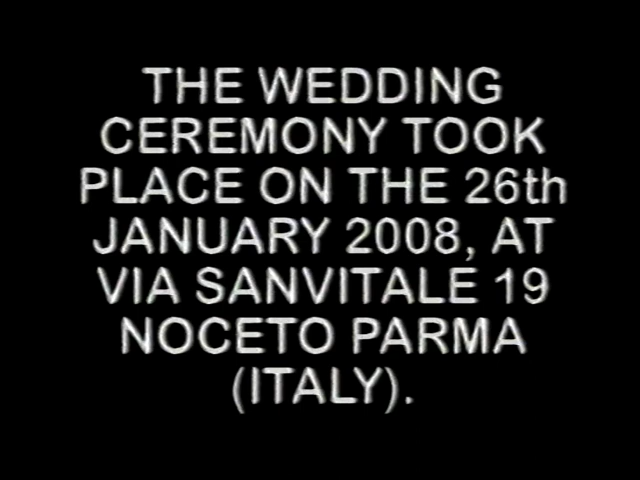 THE WEDDING
CEREMONY TOOK
PLACE ON THE 26th
JANUARY 2008, AT
VIA SANVITALE 19
NOCETO PARMA
(ITALY).